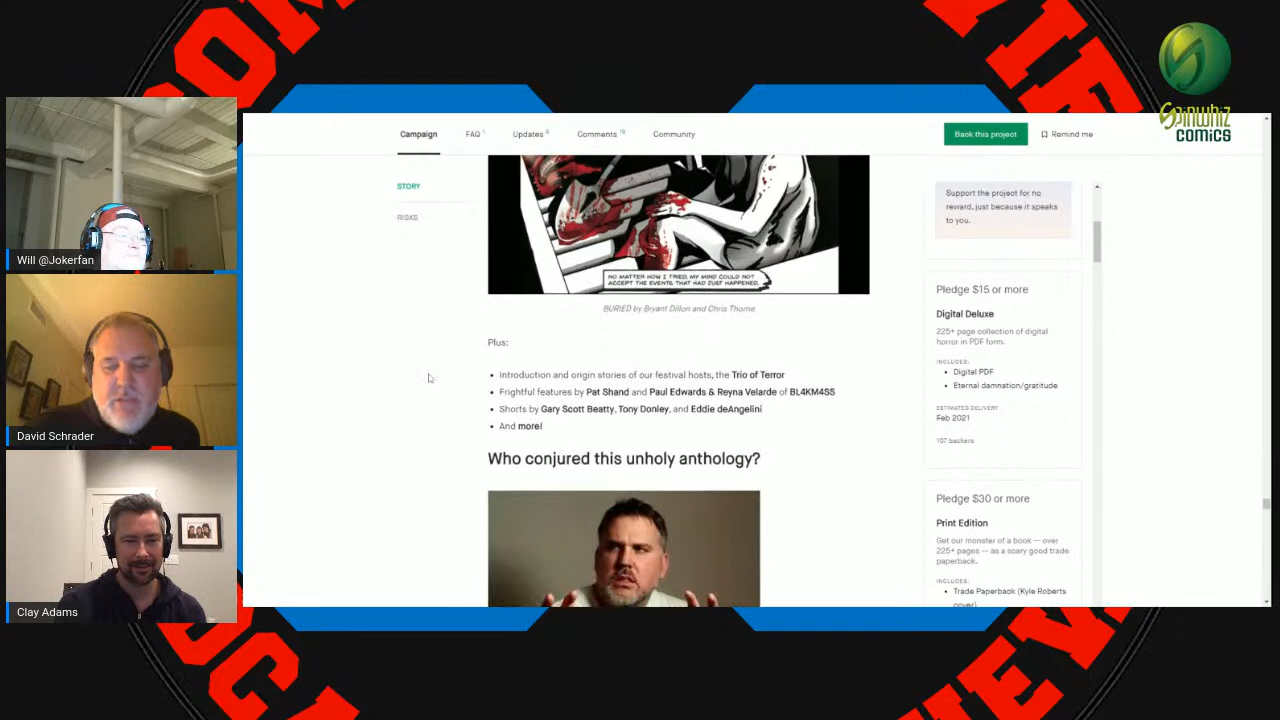 Spinwhiz
COMICS
Will @Jokerfan
David Schrader
Clay Adams
Campaign
FAQ 1
Updates 9
Comments 19
Community
Back this project
Remind me
STORY
RISKS
NO MATTER HOW I TRIED, MY MIND COULD NOT
ACCEPT THE EVENTS THAT HAD JUST HAPPENED.
BURIED by Bryant Dillon and Chris Thorne
Plus:
• Introduction and origin stories of our festival hosts, the Trio of Terror
• Frightful features by Pat Shand and Paul Edwards & Reyna Velarde of BL4KM4SS
• Shorts by Gary Scott Beatty, Tony Donley, and Eddie deAngelini
• And more!
Who conjured this unholy anthology?
Support the project for no
reward, just because it speaks
to you.
Pledge $15 or more
Digital Deluxe
225+ page collection of digital
horror in PDF form.
INCLUDES:
• Digital PDF
• Eternal damnation/gratitude
ESTIMATED DELIVERY
Feb 2021
107 backers
Pledge $30 or more
Print Edition
Get our monster of a book — over
225+ pages -- as a scary good trade
paperback.
INCLUDES:
• Trade Paperback (Kyle Roberts
cover)